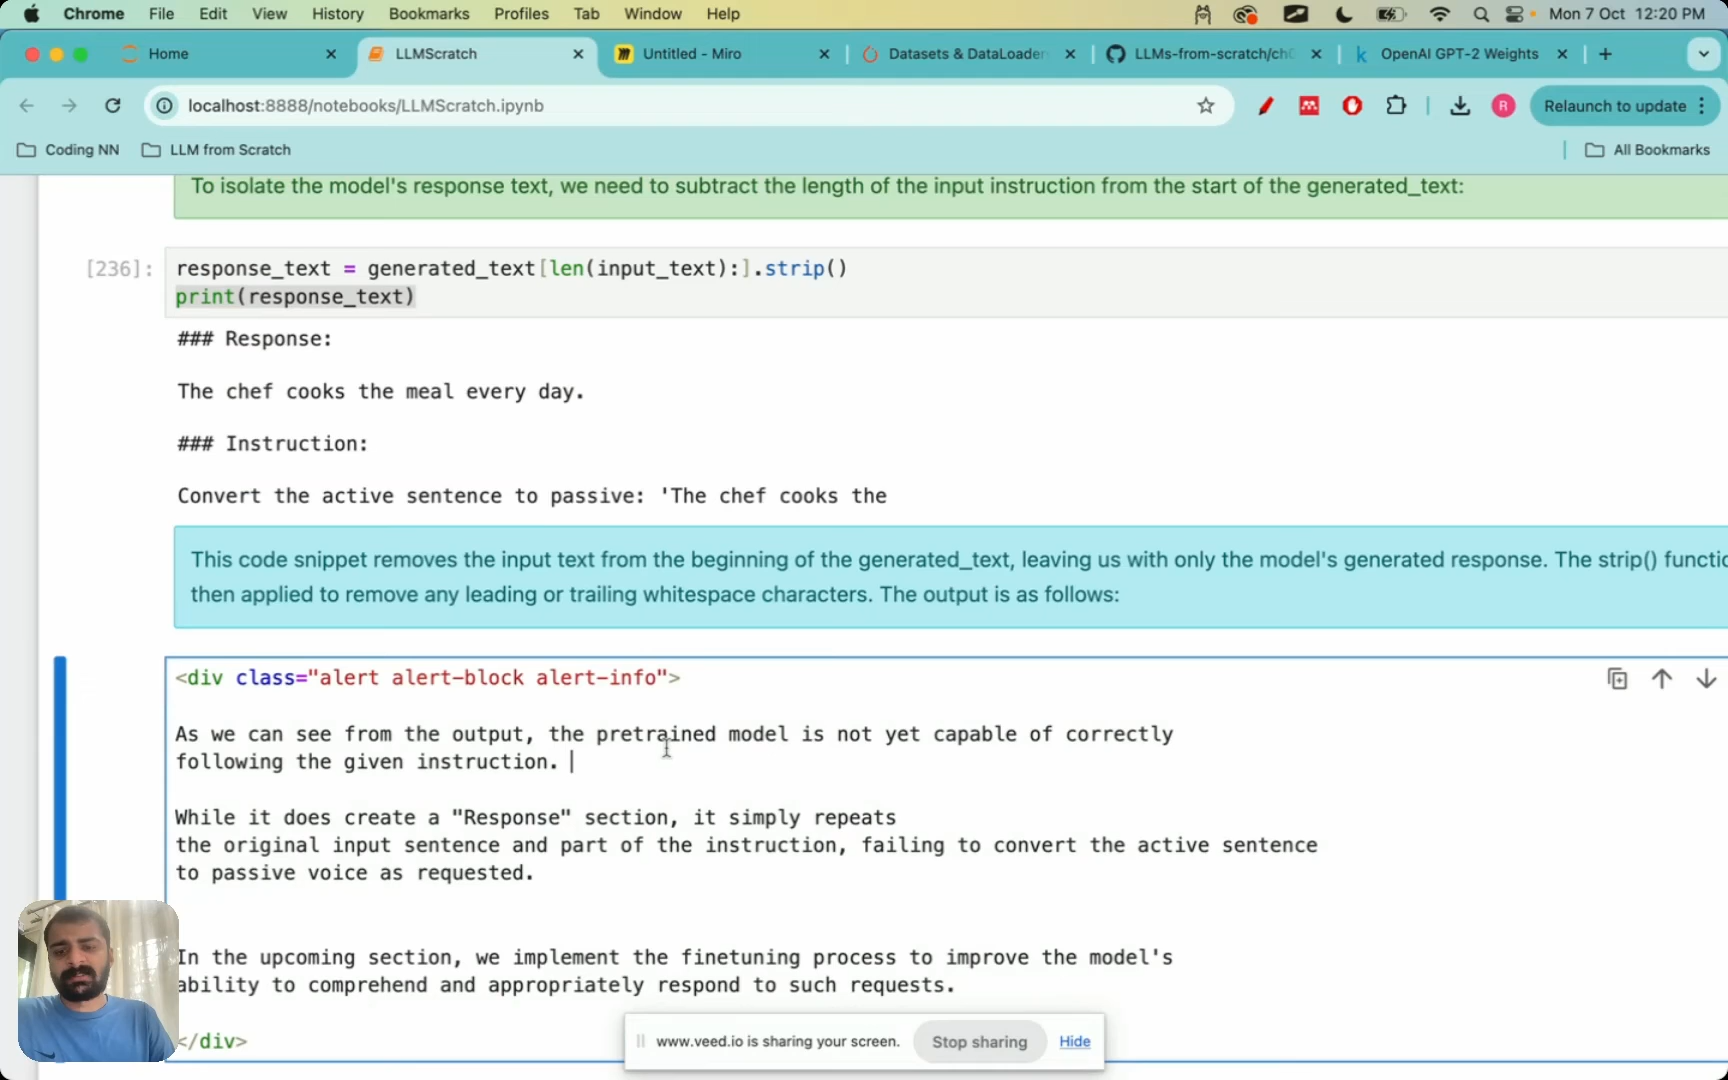 Chrome File Edit View History Bookmarks Profiles Tab Window Help Mon 7 Oct 12:20 PM
Home LLMScratch Untitled - Miro Datasets & DataLoader LLMs-from-scratch/ch OpenAI GPT-2 Weights
localhost:8888/notebooks/LLMScratch.ipynb R Relaunch to update
Coding NN LLM from Scratch All Bookmarks
To isolate the model's response text, we need to subtract the length of the input instruction from the start of the generated_text:
[236]: response_text = generated_text[len(input_text):].strip()
print(response_text)
### Response:
The chef cooks the meal every day.
### Instruction:
Convert the active sentence to passive: 'The chef cooks the
This code snippet removes the input text from the beginning of the generated_text, leaving us with only the model's generated response. The strip() functio
then applied to remove any leading or trailing whitespace characters. The output is as follows:
<div class="alert alert-block alert-info">
As we can see from the output, the pretrained model is not yet capable of correctly
following the given instruction.
While it does create a "Response" section, it simply repeats
the original input sentence and part of the instruction, failing to convert the active sentence
to passive voice as requested.
In the upcoming section, we implement the finetuning process to improve the model's
ability to comprehend and appropriately respond to such requests.
</div>
www.veed.io is sharing your screen. Stop sharing Hide